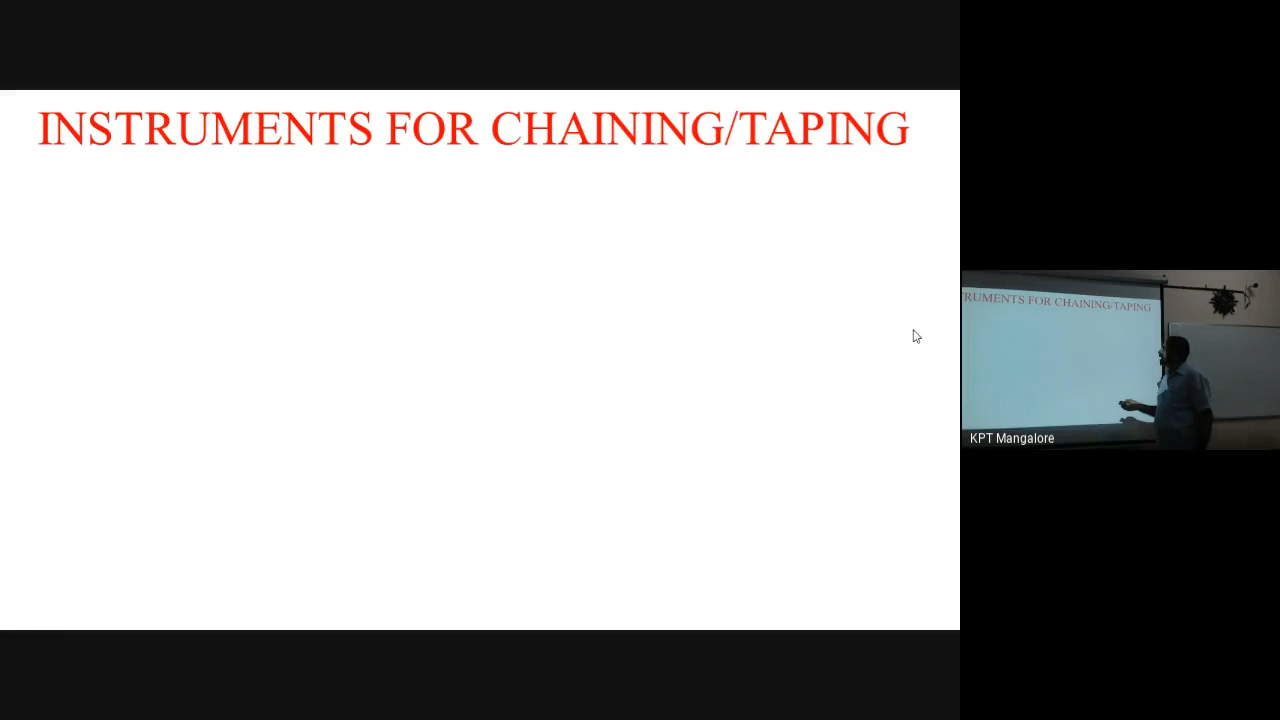 INSTRUMENTS FOR CHAINING/TAPING
RUMENTS FOR CHAINING/TAPING
KPT Mangalore